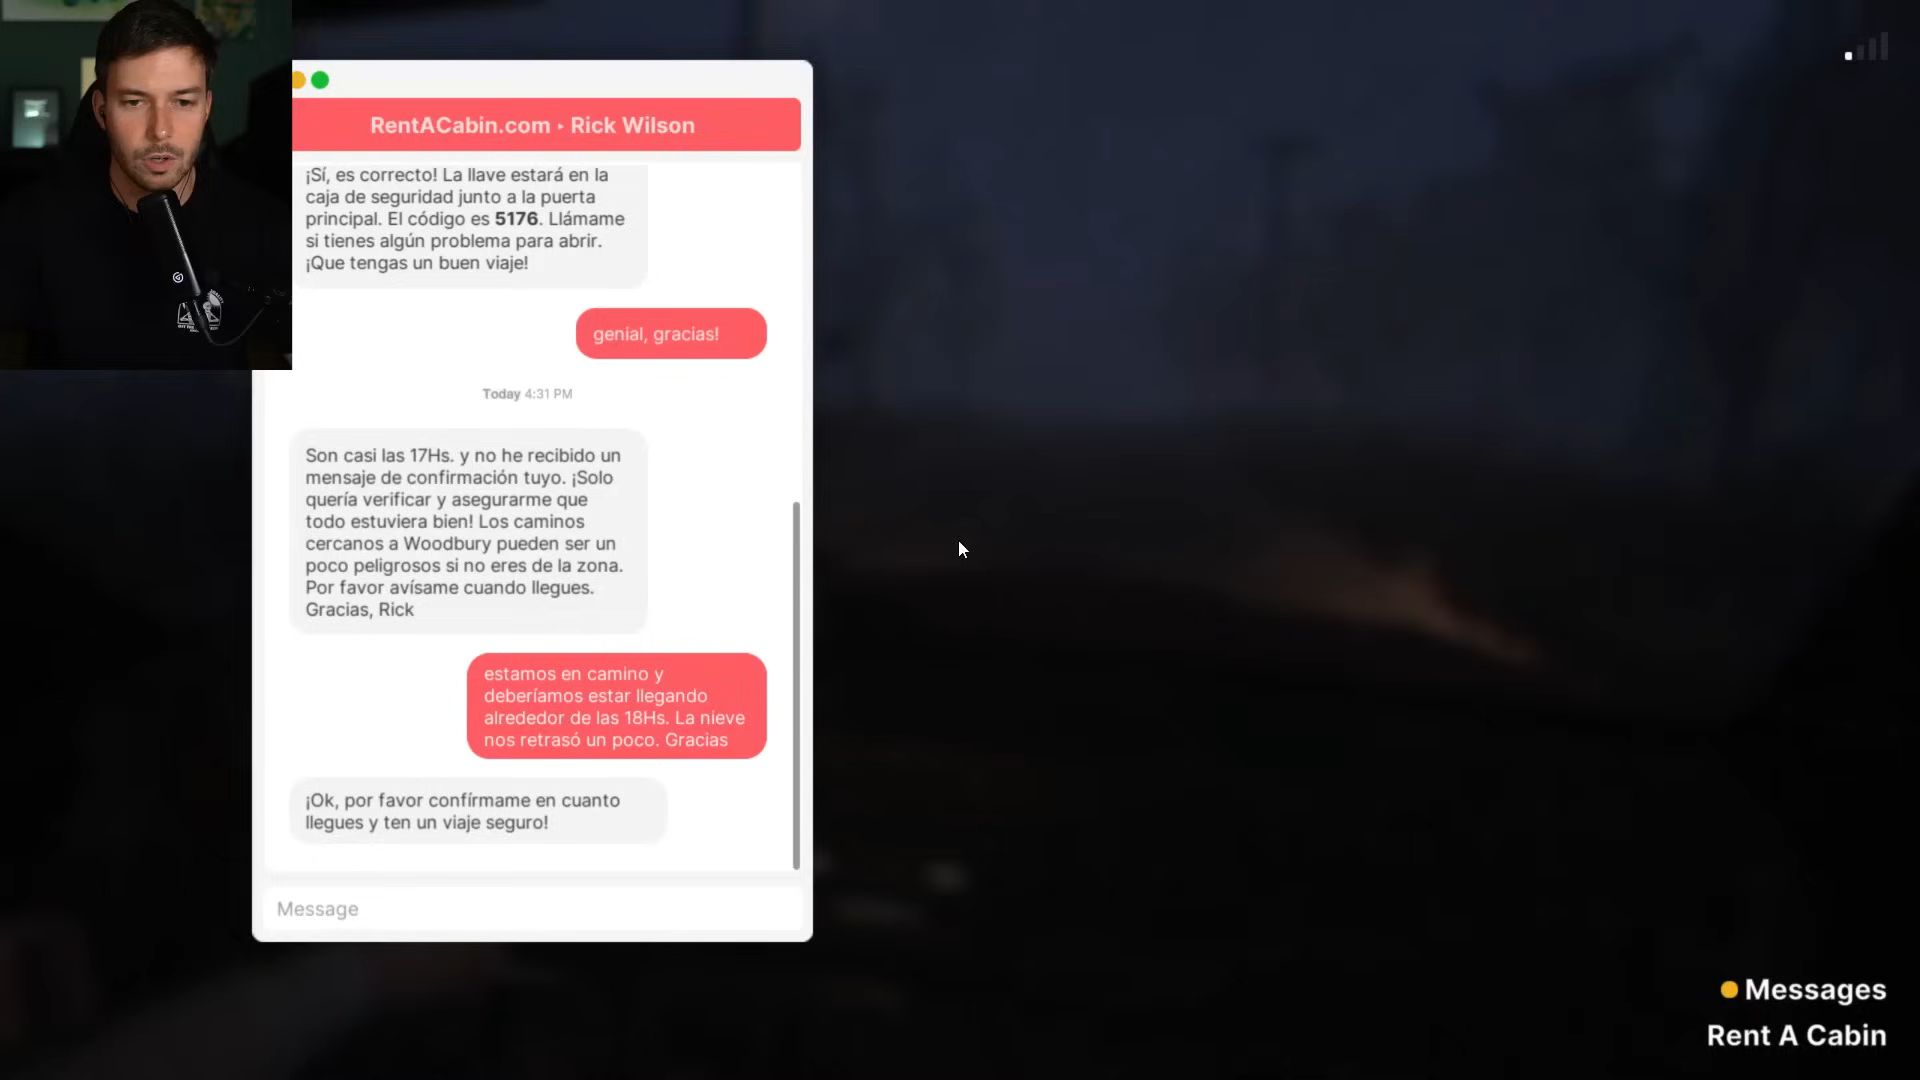 RentACabin.com • Rick Wilson
¡Sí, es correcto! La llave estará en la
caja de seguridad junto a la puerta
principal. El código es 5176. Llámame
si tienes algún problema para abrir.
¡Que tengas un buen viaje!
genial, gracias!
Today 4:31 PM
Son casi las 17Hs. y no he recibido un
mensaje de confirmación tuyo. ¡Solo
quería verificar y asegurarme que
todo estuviera bien! Los caminos
cercanos a Woodbury pueden ser un
poco peligrosos si no eres de la zona.
Por favor avísame cuando llegues.
Gracias, Rick
estamos en camino y
deberíamos estar llegando
alrededor de las 18Hs. La nieve
nos retrasó un poco. Gracias
¡Ok, por favor confírmame en cuanto
llegues y ten un viaje seguro!
Message
Messages
Rent A Cabin